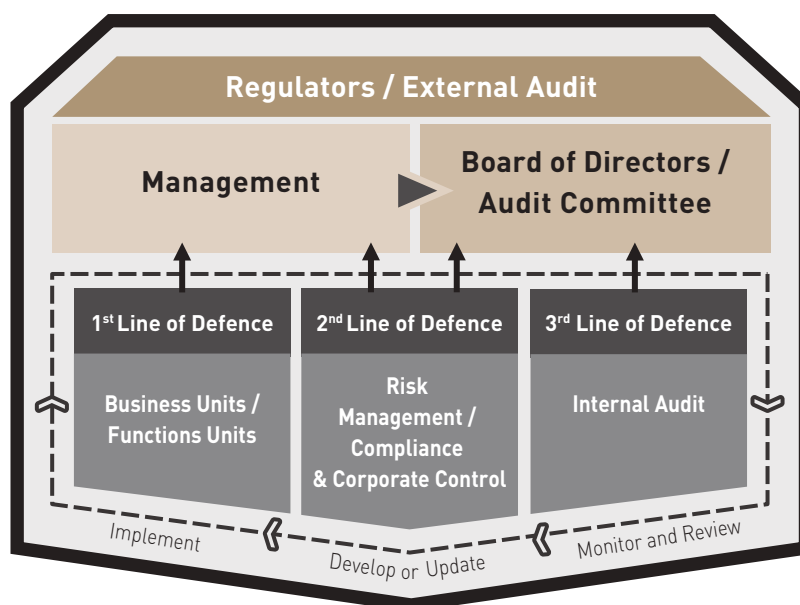 Regulators / External Audit
Management
Board of Directors /
Audit Committee
1st Line of Defence
2nd Line of Defence
3rd Line of Defence
Business Units /
Functions Units
Risk
Management /
Compliance
& Corporate Control
Internal Audit
Implement
Develop or Update
Monitor and Review